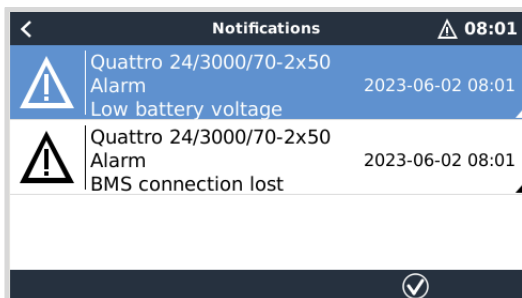 Notifications
08:01
Quattro 24/3000/70-2x50
Alarm
2023-06-02 08:01
Low battery voltage
Quattro 24/3000/70-2x50
Alarm
2023-06-02 08:01
BMS connection lost